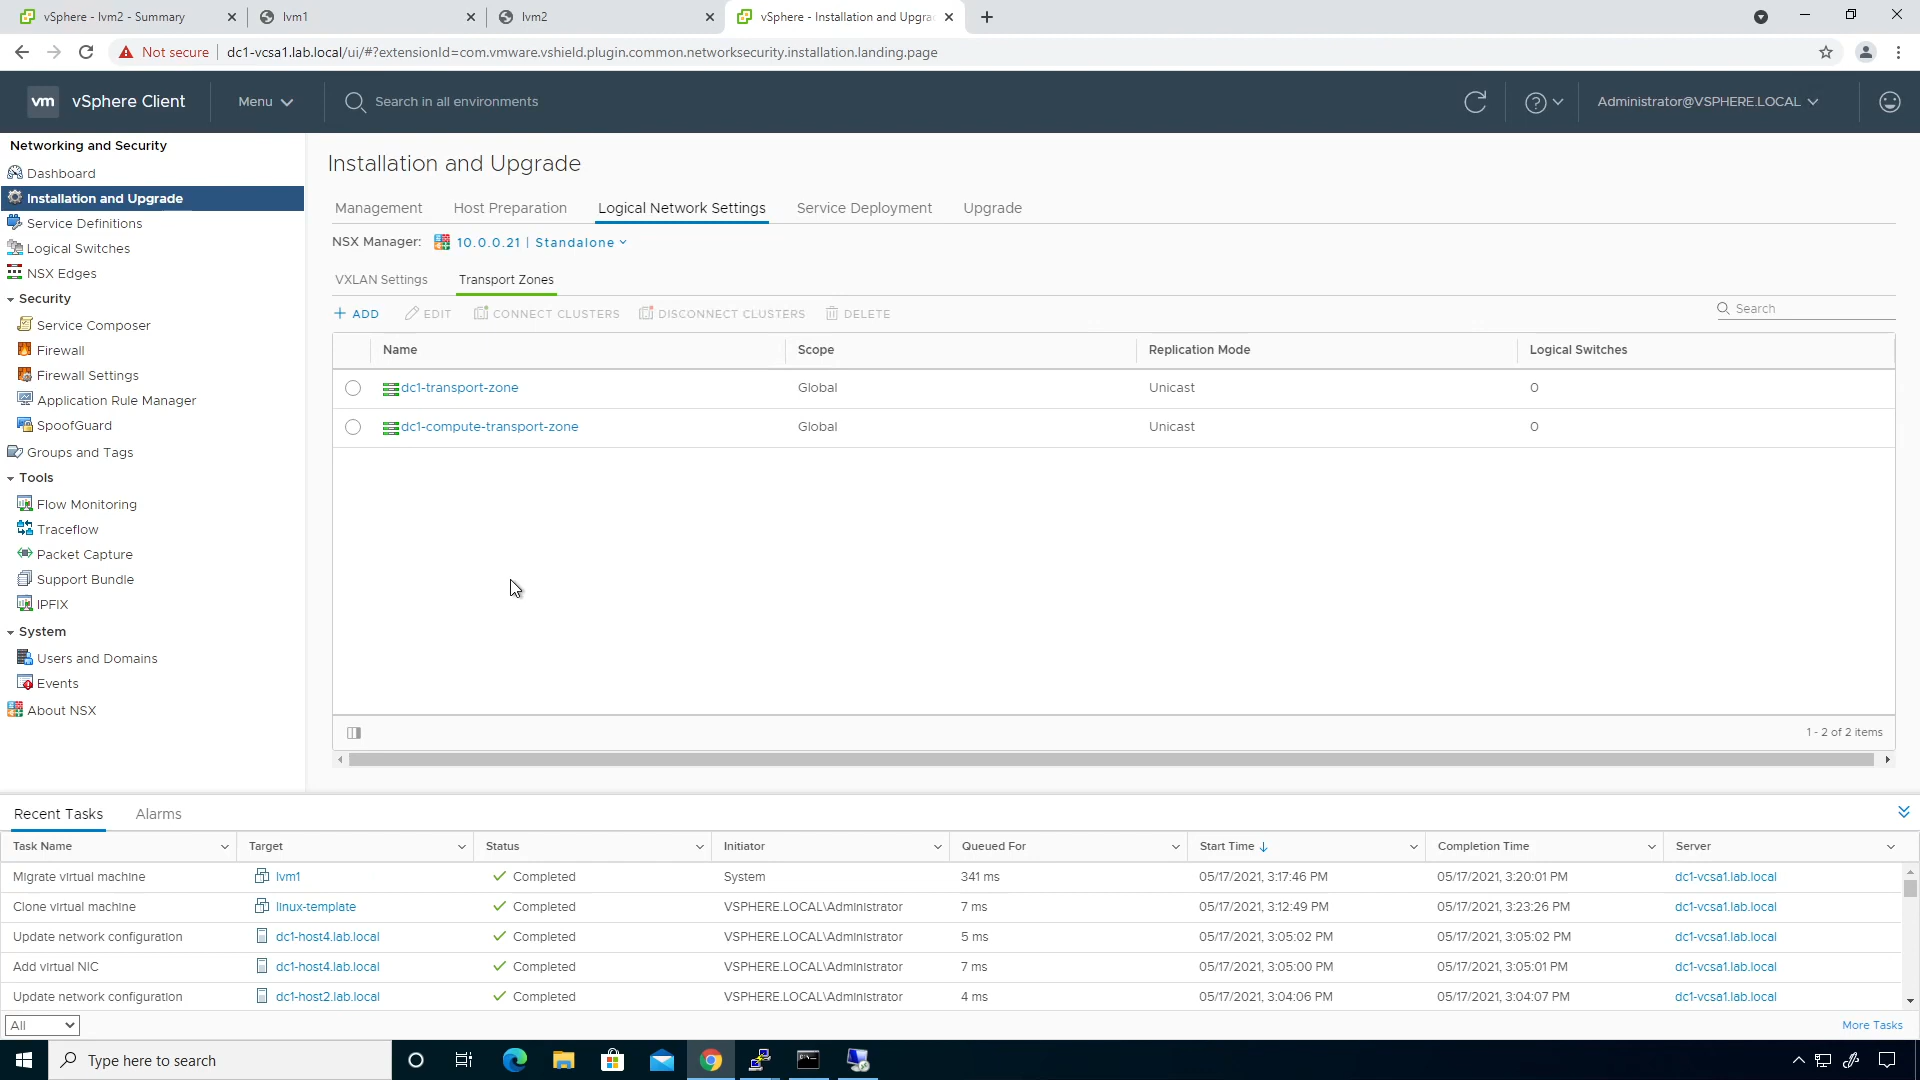 vSphere - lvm2 - Summary
lvm1
lvm2
vSphere - Installation and Upgra
Not secure
dc1-vcsa1.lab.local/ui/#?extensionId=com.vmware.vshield.plugin.common.networksecurity.installation.landing.page
vm
vSphere Client
Menu
Search in all environments
Administrator@VSPHERE.LOCAL
Networking and Security
Dashboard
Installation and Upgrade
Service Definitions
Logical Switches
NSX Edges
Security
Service Composer
Firewall
Firewall Settings
Application Rule Manager
SpoofGuard
Groups and Tags
Tools
Flow Monitoring
Traceflow
Packet Capture
Support Bundle
IPFIX
System
Users and Domains
Events
About NSX
Installation and Upgrade
Management Host Preparation Logical Network Settings Service Deployment Upgrade
NSX Manager: 10.0.0.21 | Standalone
VXLAN Settings Transport Zones
+ ADD EDIT CONNECT CLUSTERS DISCONNECT CLUSTERS DELETE Search
Name Scope Replication Mode Logical Switches
dc1-transport-zone Global Unicast 0
dc1-compute-transport-zone Global Unicast 0
1 - 2 of 2 items
Recent Tasks Alarms
Task Name Target Status Initiator Queued For Start Time Completion Time Server
Migrate virtual machine lvm1 Completed System 341 ms 05/17/2021, 3:17:46 PM 05/17/2021, 3:20:01 PM dc1-vcsa1.lab.local
Clone virtual machine linux-template Completed VSPHERE.LOCAL\Administrator 7 ms 05/17/2021, 3:12:49 PM 05/17/2021, 3:23:26 PM dc1-vcsa1.lab.local
Update network configuration dc1-host4.lab.local Completed VSPHERE.LOCAL\Administrator 5 ms 05/17/2021, 3:05:02 PM 05/17/2021, 3:05:02 PM dc1-vcsa1.lab.local
Add virtual NIC dc1-host4.lab.local Completed VSPHERE.LOCAL\Administrator 7 ms 05/17/2021, 3:05:00 PM 05/17/2021, 3:05:01 PM dc1-vcsa1.lab.local
Update network configuration dc1-host2.lab.local Completed VSPHERE.LOCAL\Administrator 4 ms 05/17/2021, 3:04:06 PM 05/17/2021, 3:04:07 PM dc1-vcsa1.lab.local
All More Tasks
Type here to search